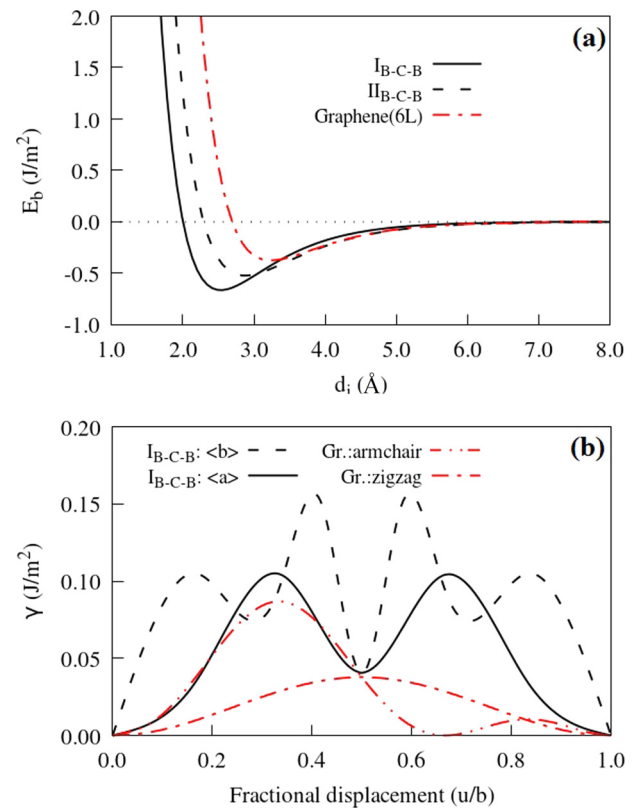 (a)
2.0
1.5
1.0
0.5
0.0
-0.5
-1.0
E_b (J/m²)
I_B-C-B
II_B-C-B
Graphene(6L)
1.0 2.0 3.0 4.0 5.0 6.0 7.0 8.0
d_i (Å)
(b)
0.20
0.15
0.10
0.05
0.00
γ (J/m²)
I_B-C-B: <b> Gr.:armchair
I_B-C-B: <a> Gr.:zigzag
0.0 0.2 0.4 0.6 0.8 1.0
Fractional displacement (u/b)